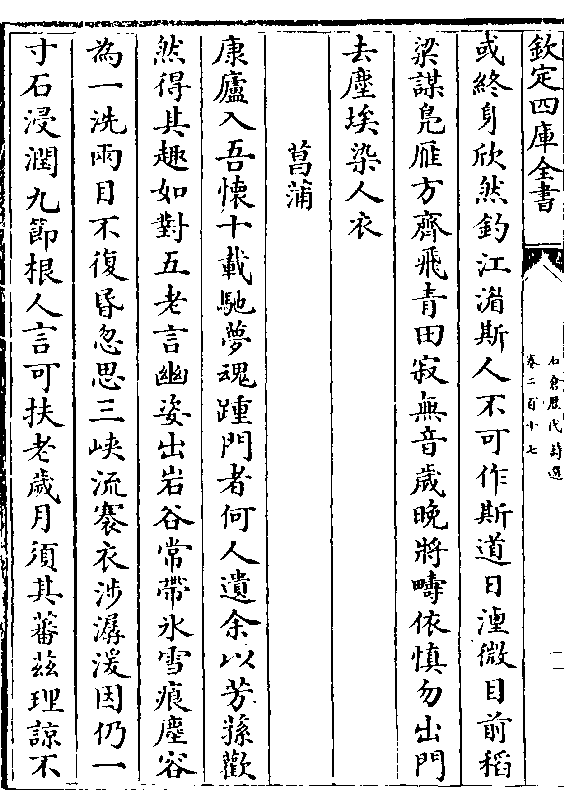 欽定四庫全書
石倉歷代詩選
卷二百十七
二
或終身欣然釣江湄斯人不可作斯道日湮微目前稻
梁謀鳧雁方齊飛青田寂無音歲晚將疇依慎勿出門
去塵埃染人衣
菖蒲
康廬入吾懷十載馳夢魂踵門者何人遺余以芳蓀歡
然得其趣如對五老言幽姿出岩谷常帶氷雪痕塵容
為一洗兩目不復昏忽思三峽流褰衣涉潺湲因仍一
寸石浸潤九節根人言可扶老歲月須其蕃茲理諒不